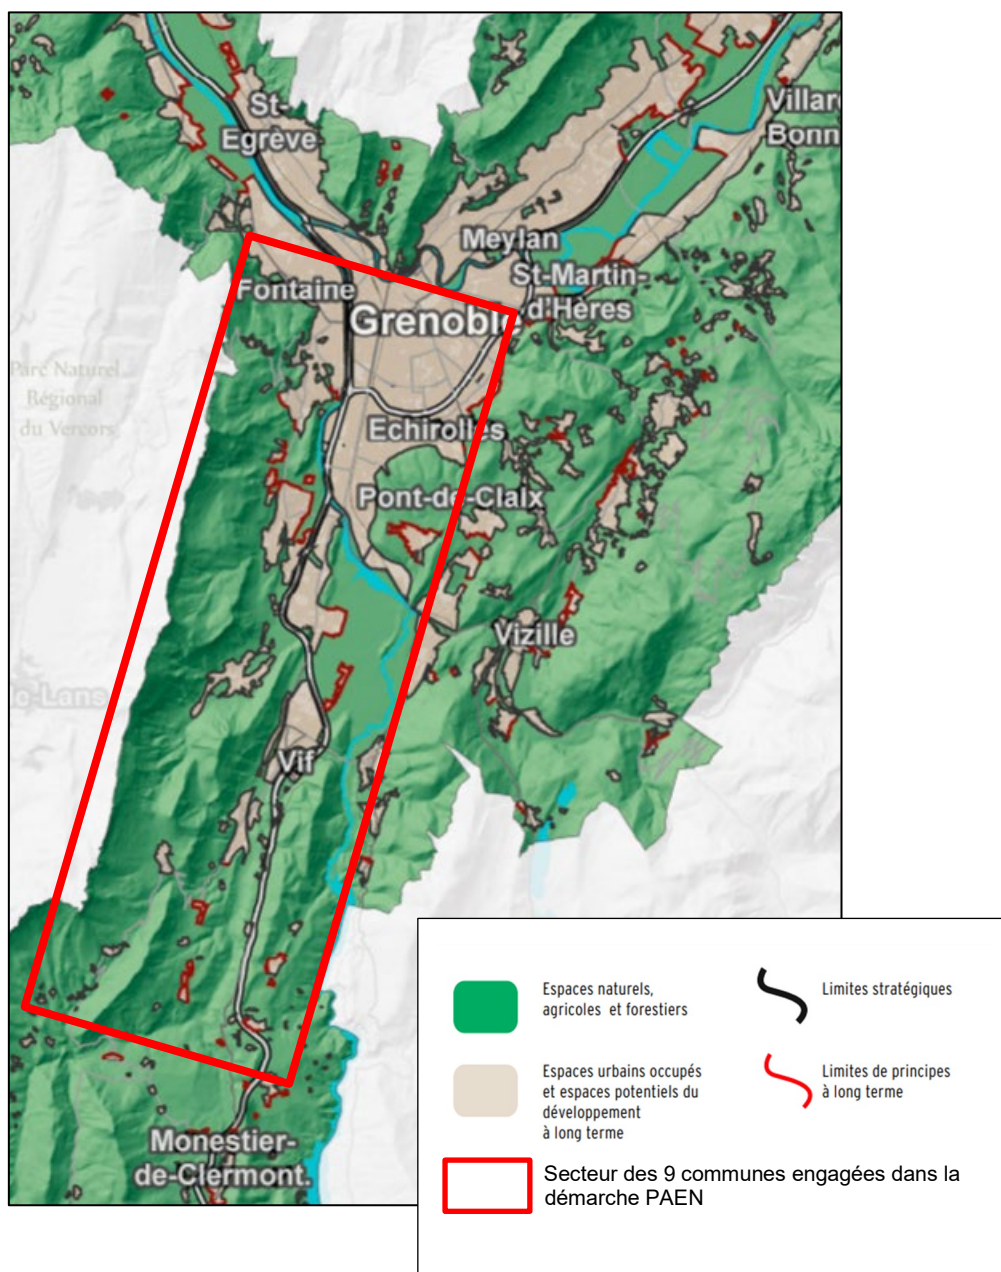 St-
Egrève
Villar
Bonn
Meylan
St-Martin-
d'Hères
Fontaine
Grenoble
Parc Naturel
Régional
du Vercors
Echirolles
Pont-de-Claix
Vizille
Vif
Monestier-
de-Clermont.
Espaces naturels,
agricoles et forestiers
Limites stratégiques
Espaces urbains occupés
et espaces potentiels du
développement
à long terme
Limites de principes
à long terme
Secteur des 9 communes engagées dans la
démarche PAEN